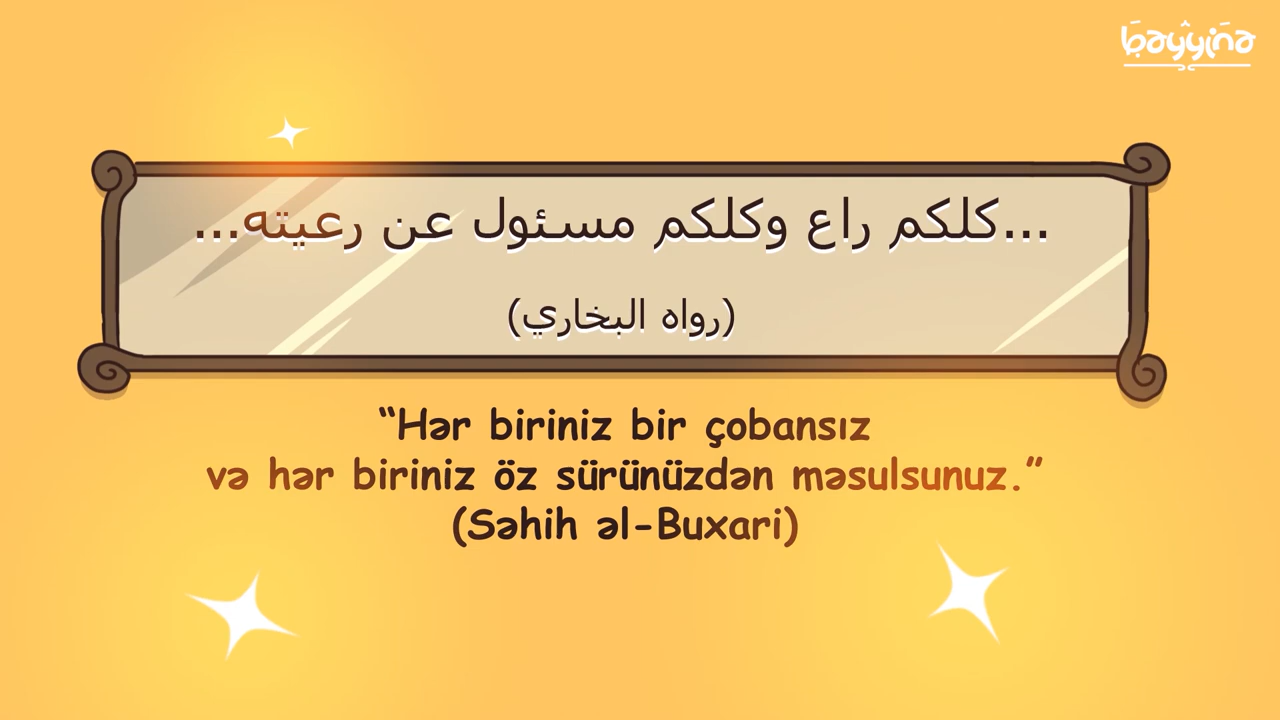 bayyina
...كلكم راع وكلكم مسئول عن رعيته...
(رواه البخاري)
“Hər biriniz bir çobansız
və hər biriniz öz sürünüzdən məsulsunuz.”
(Səhih əl-Buxari)